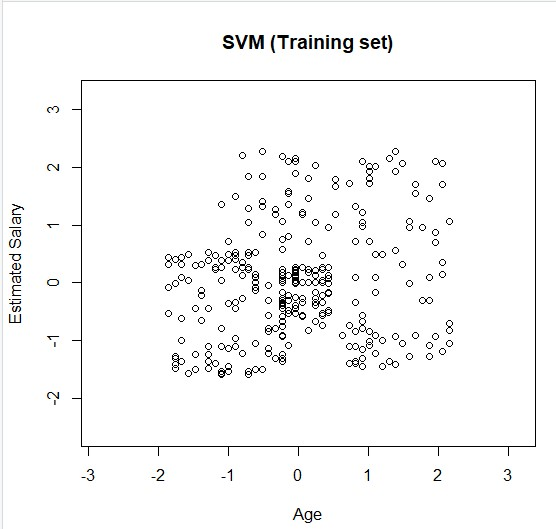 SVM (Training set)
3
2
1
0
-1
-2
Estimated Salary
-3 -2 -1 0 1 2 3
Age